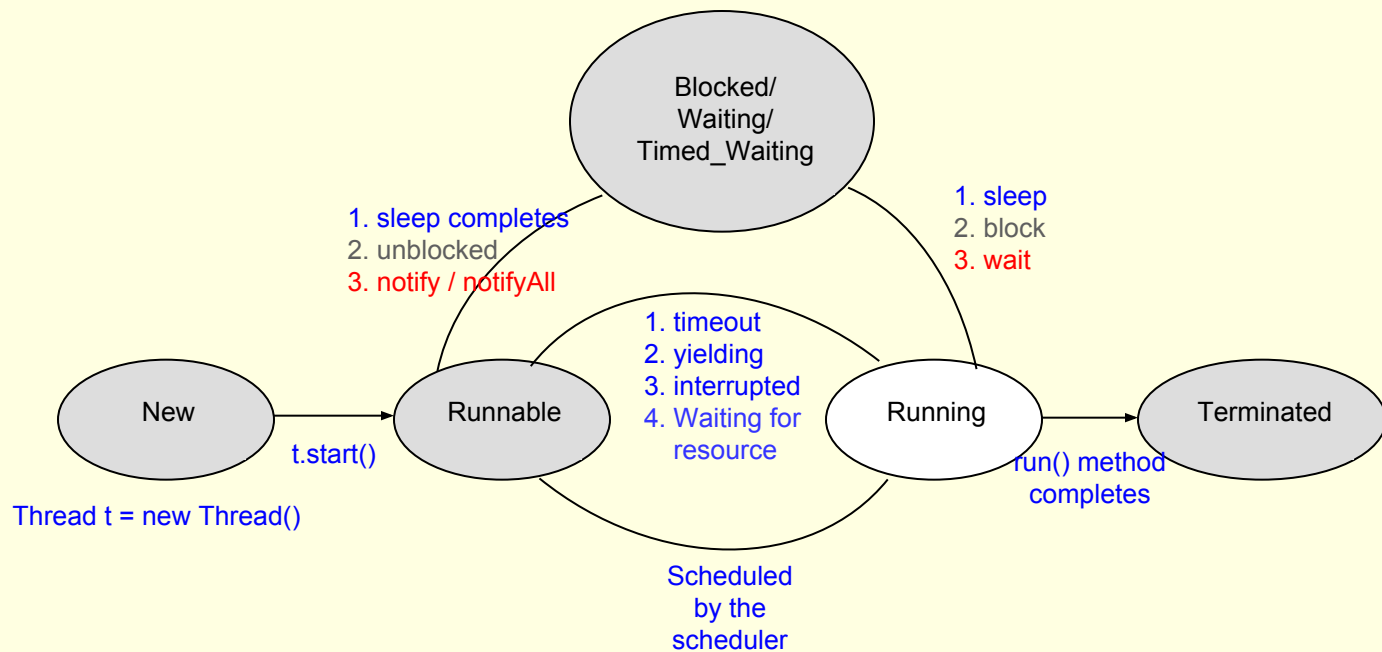 Blocked/
Waiting/
Timed_Waiting
1. sleep completes
2. unblocked
3. notify / notifyAll
1. sleep
2. block
3. wait
1. timeout
2. yielding
3. interrupted
4. Waiting for
resource
New
Runnable
Running
Terminated
t.start()
run() method
completes
Thread t = new Thread()
Scheduled
by the
scheduler